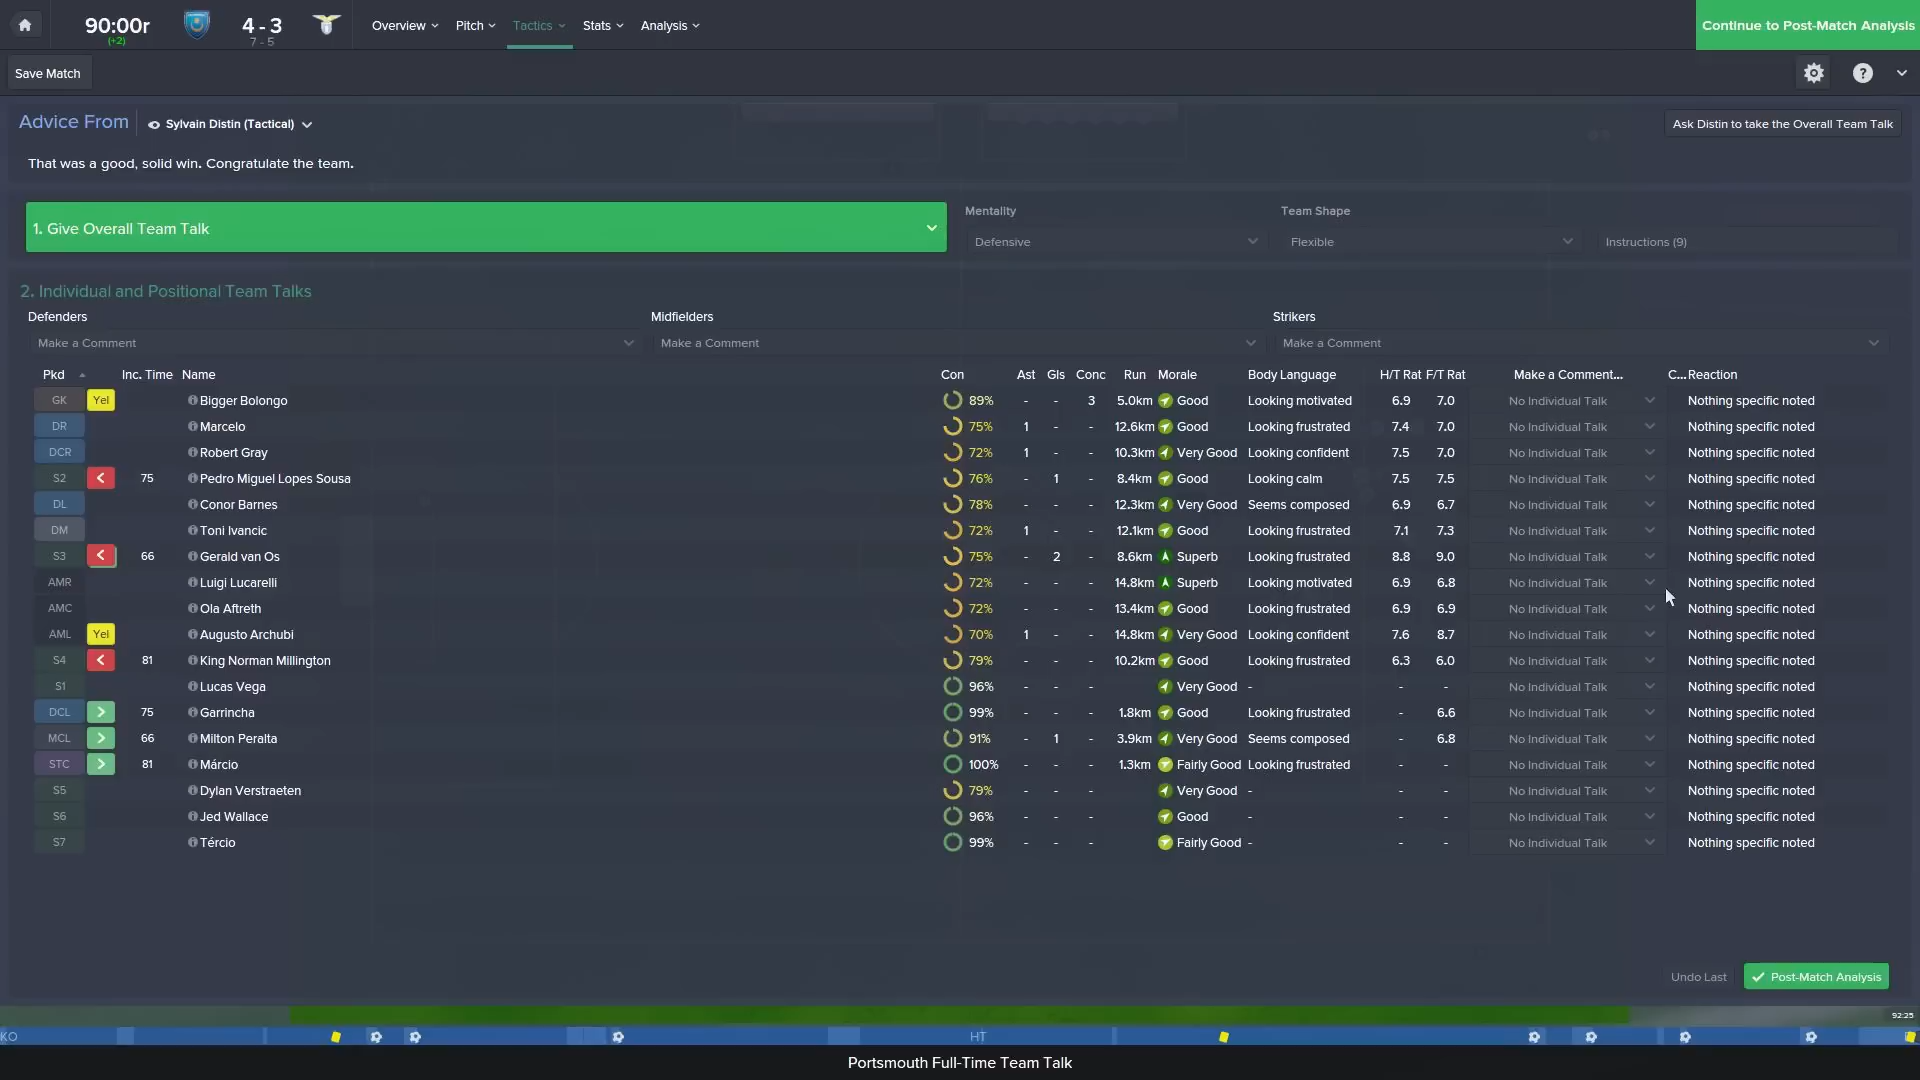 90:00r
(+2)
4 - 3
7 - 5
Overview
Pitch
Tactics
Stats
Analysis
Continue to Post-Match Analysis
Save Match
?
Advice From
Sylvain Distin (Tactical)
Ask Distin to take the Overall Team Talk
That was a good, solid win. Congratulate the team.
1. Give Overall Team Talk
Mentality
Team Shape
Defensive
Flexible
Instructions (9)
2. Individual and Positional Team Talks
Defenders
Midfielders
Strikers
Make a Comment
Make a Comment
Make a Comment
Pkd Inc. Time Name Con Ast Gls Conc Run Morale Body Language H/T Rat F/T Rat Make a Comment... C... Reaction
GK Yel Bigger Bolongo 89% - - 3 5.0km Good Looking motivated 6.9 7.0 No Individual Talk Nothing specific noted
DR Marcelo 75% 1 - - 12.6km Good Looking frustrated 7.4 7.0 No Individual Talk Nothing specific noted
DCR Robert Gray 72% 1 - - 10.3km Very Good Looking confident 7.5 7.0 No Individual Talk Nothing specific noted
S2 75 Pedro Miguel Lopes Sousa 76% - 1 - 8.4km Good Looking calm 7.5 7.5 No Individual Talk Nothing specific noted
DL Conor Barnes 78% - - - 12.3km Very Good Seems composed 6.9 6.7 No Individual Talk Nothing specific noted
DM Toni Ivancic 72% 1 - - 12.1km Good Looking frustrated 7.1 7.3 No Individual Talk Nothing specific noted
S3 66 Gerald van Os 75% - 2 - 8.6km Superb Looking frustrated 8.8 9.0 No Individual Talk Nothing specific noted
AMR Luigi Lucarelli 72% - - - 14.8km Superb Looking motivated 6.9 6.8 No Individual Talk Nothing specific noted
AMC Ola Aftreth 72% - - - 13.4km Good Looking frustrated 6.9 6.9 No Individual Talk Nothing specific noted
AML Yel Augusto Archubi 70% 1 - - 14.8km Very Good Looking confident 7.6 8.7 No Individual Talk Nothing specific noted
S4 81 King Norman Millington 79% - - - 10.2km Good Looking frustrated 6.3 6.0 No Individual Talk Nothing specific noted
S1 Lucas Vega 96% - - - Very Good - - - No Individual Talk Nothing specific noted
DCL 75 Garrincha 99% - - - 1.8km Good Looking frustrated - 6.6 No Individual Talk Nothing specific noted
MCL 66 Milton Peralta 91% - 1 - 3.9km Very Good Seems composed - 6.8 No Individual Talk Nothing specific noted
STC 81 Márcio 100% - - - 1.3km Fairly Good Looking frustrated - - No Individual Talk Nothing specific noted
S5 Dylan Verstraeten 79% - - - Very Good - - - No Individual Talk Nothing specific noted
S6 Jed Wallace 96% - - - Good - - - No Individual Talk Nothing specific noted
S7 Tércio 99% - - - Fairly Good - - - No Individual Talk Nothing specific noted
Undo Last
Post-Match Analysis
92:25
KO
HT
Portsmouth Full-Time Team Talk